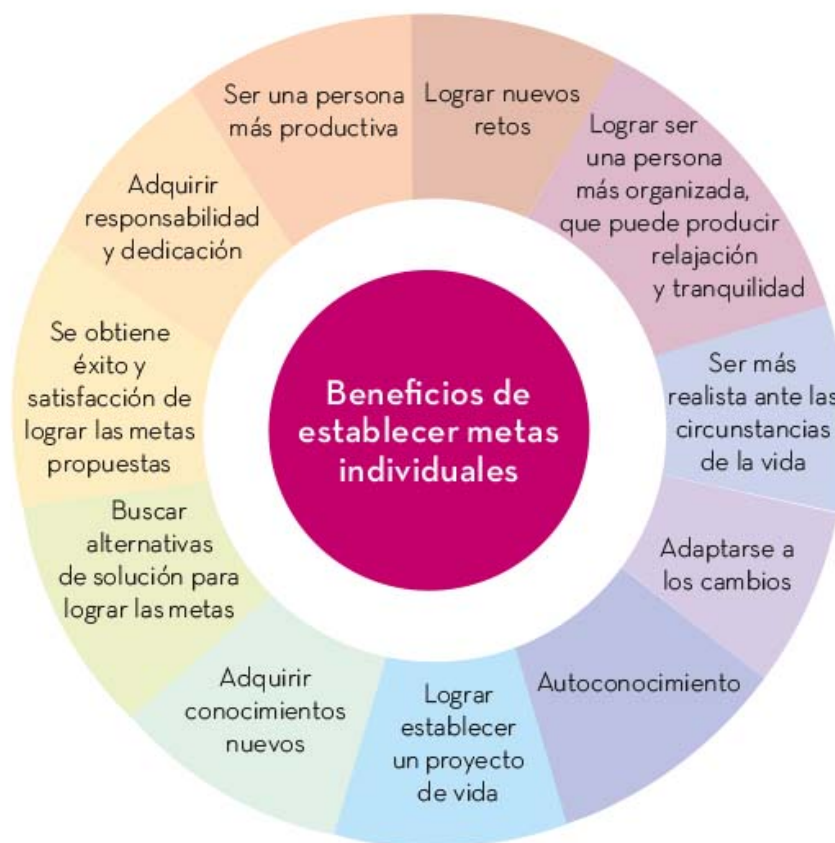 Beneficios de
establecer metas
individuales
Lograr nuevos
retos
Lograr ser
una persona
más organizada,
que puede producir
relajación
y tranquilidad
Ser más
realista ante las
circunstancias
de la vida
Adaptarse a
los cambios
Autoconocimiento
Lograr
establecer
un proyecto
de vida
Adquirir
conocimientos
nuevos
Buscar
alternativas
de solución para
lograr las metas
Se obtiene
éxito y
satisfacción de
lograr las metas
propuestas
Adquirir
responsabilidad
y dedicación
Ser una persona
más productiva